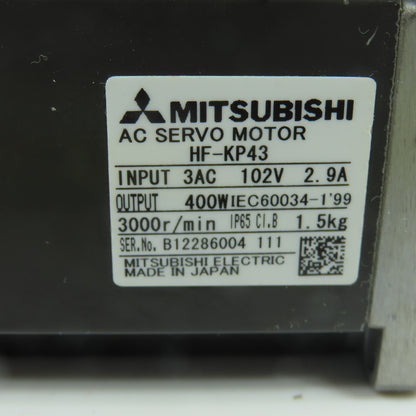 MITSUBISHI
AC SERVO MOTOR
HF-KP43
INPUT 3AC 102V 2.9A
OUTPUT 400W IEC60034-1'99
3000r/min IP65 Cl.B 1.5kg
SER.No. B12286004 111
MITSUBISHI ELECTRIC
MADE IN JAPAN